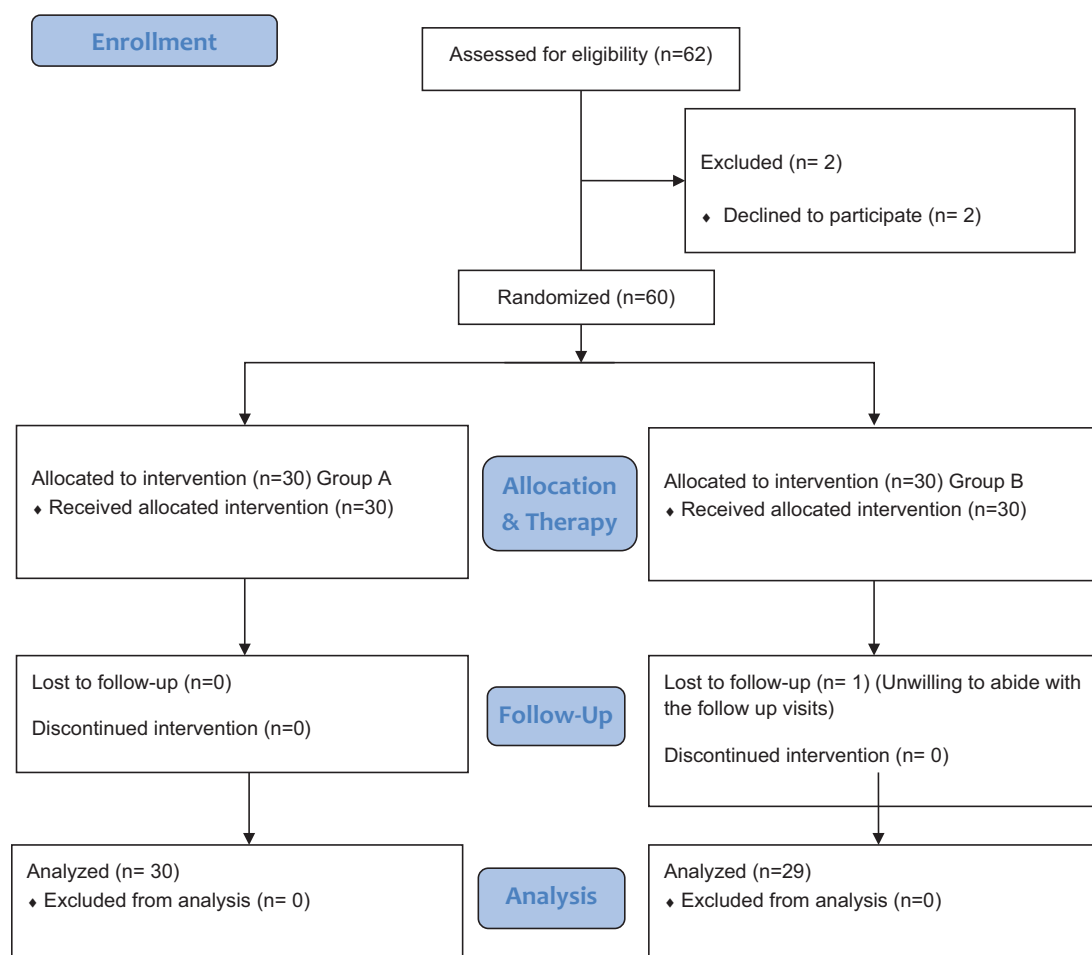 Enrollment
Assessed for eligibility (n=62)
Excluded (n= 2)
♦ Declined to participate (n= 2)
Randomized (n=60)
Allocated to intervention (n=30) Group A
♦ Received allocated intervention (n=30)
Allocation
& Therapy
Allocated to intervention (n=30) Group B
♦ Received allocated intervention (n=30)
Lost to follow-up (n=0)
Discontinued intervention (n=0)
Follow-Up
Lost to follow-up (n= 1) (Unwilling to abide with
the follow up visits)
Discontinued intervention (n= 0)
Analyzed (n= 30)
♦ Excluded from analysis (n= 0)
Analysis
Analyzed (n=29)
♦ Excluded from analysis (n=0)